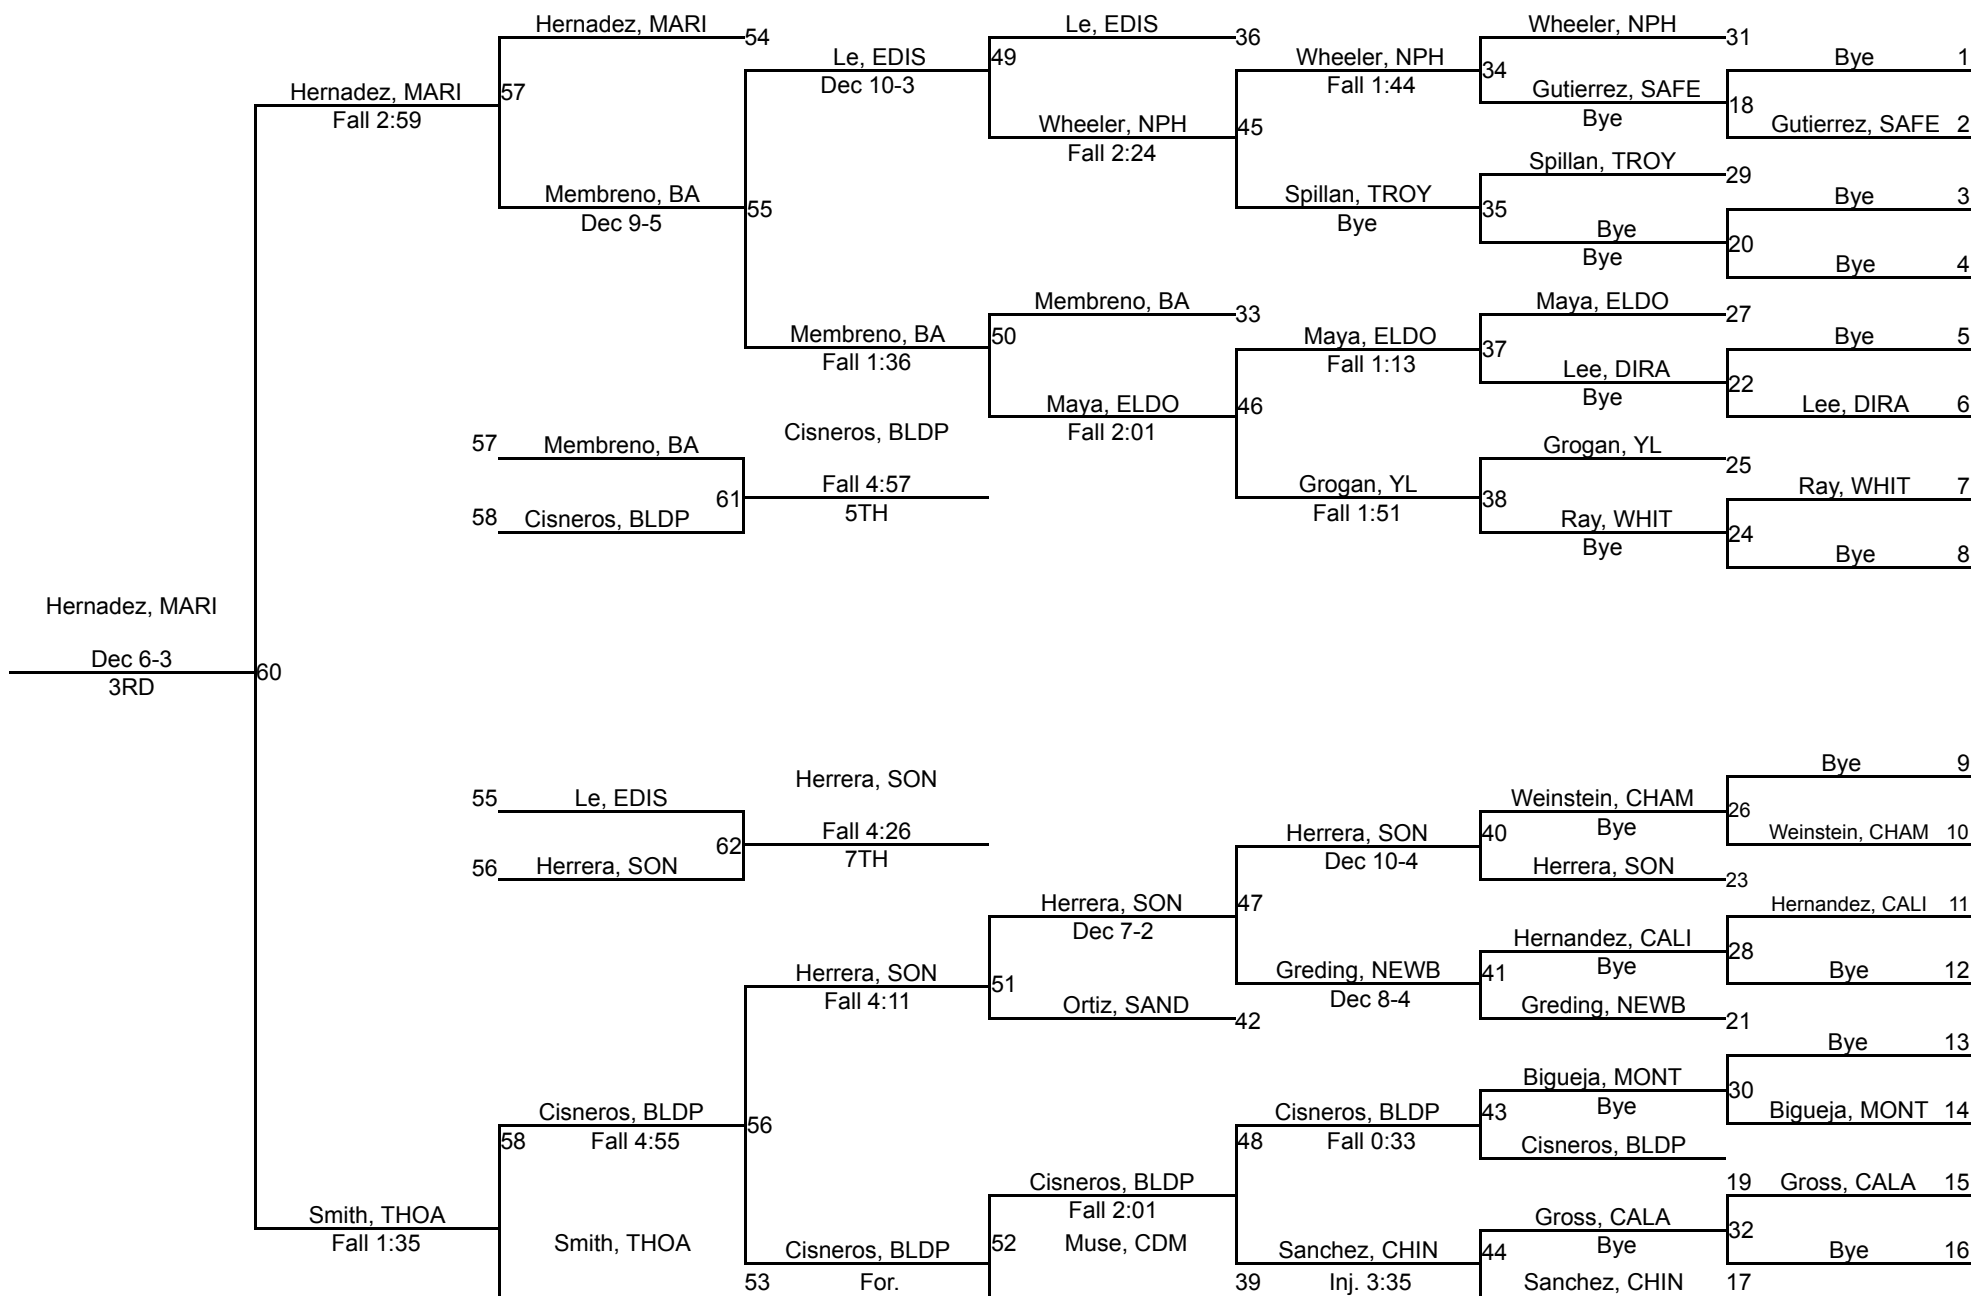 Hernadez, MARI
Le, EDIS
Wheeler, NPH
54
36
31
Le, EDIS
49
Wheeler, NPH
34
Bye 1
Hernadez, MARI
57
Dec 10-3
Fall 1:44
Gutierrez, SAFE
18
Fall 2:59
Wheeler, NPH
45
Bye
Gutierrez, SAFE 2
Fall 2:24
Spillan, TROY
29
Membreno, BA
55
Spillan, TROY
35
Bye 3
Dec 9-5
Bye
Bye
20
Bye
Bye 4
Membreno, BA
33
Maya, ELDO
27
Membreno, BA
50
Maya, ELDO
37
Bye 5
Fall 1:36
Fall 1:13
Lee, DIRA
22
Maya, ELDO
46
Bye
Lee, DIRA 6
Cisneros, BLDP
Fall 2:01
57
Membreno, BA
Grogan, YL
25
61
Fall 4:57
Grogan, YL
38
Ray, WHIT 7
58
Cisneros, BLDP
5TH
Fall 1:51
Ray, WHIT
24
Bye
Bye 8
Hernadez, MARI
Dec 6-3
60
3RD
Bye 9
Herrera, SON
55
Le, EDIS
Weinstein, CHAM
26
62
Fall 4:26
Herrera, SON
40
Bye
Weinstein, CHAM 10
56
Herrera, SON
7TH
Dec 10-4
Herrera, SON
23
Herrera, SON
47
Hernandez, CALI 11
Dec 7-2
Hernandez, CALI
28
Herrera, SON
51
Greding, NEWB
41
Bye
Bye 12
Fall 4:11
Ortiz, SAND
42
Dec 8-4
Greding, NEWB
21
Bye 13
Bigueja, MONT
30
Cisneros, BLDP
56
Cisneros, BLDP
43
Bye
Bigueja, MONT 14
58
Fall 4:55
48
Fall 0:33
Cisneros, BLDP
Cisneros, BLDP
19
Gross, CALA 15
Smith, THOA
Fall 2:01
Gross, CALA
32
Fall 1:35
Smith, THOA
Cisneros, BLDP
52
Muse, CDM
Sanchez, CHIN
44
Bye
Bye 16
53
For.
39
Inj. 3:35
Sanchez, CHIN
17